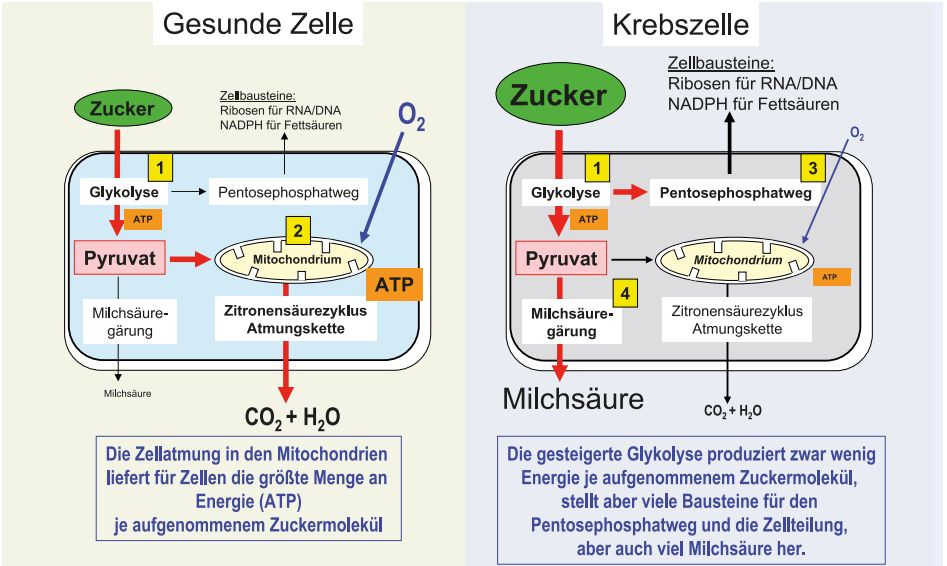 Gesunde Zelle
Zucker
Zellbausteine:
Ribosen für RNA/DNA
NADPH für Fettsäuren
O₂
1
Glykolyse
Pentosephosphatweg
ATP
2
Pyruvat
Mitochondrium
ATP
Milchsäure-
gärung
Zitronensäurezyklus
Atmungskette
Milchsäure
CO₂ + H₂O
Die Zellatmung in den Mitochondrien
liefert für Zellen die größte Menge an
Energie (ATP)
je aufgenommenem Zuckermolekül
Krebszelle
Zucker
Zellbausteine:
Ribosen für RNA/DNA
NADPH für Fettsäuren
O₂
1
3
Glykolyse
Pentosephosphatweg
ATP
Pyruvat
Mitochondrium
ATP
4
Milchsäure-
gärung
Zitronensäurezyklus
Atmungskette
Milchsäure
CO₂ + H₂O
Die gesteigerte Glykolyse produziert zwar wenig
Energie je aufgenommenem Zuckermolekül,
stellt aber viele Bausteine für den
Pentosephosphatweg und die Zellteilung,
aber auch viel Milchsäure her.